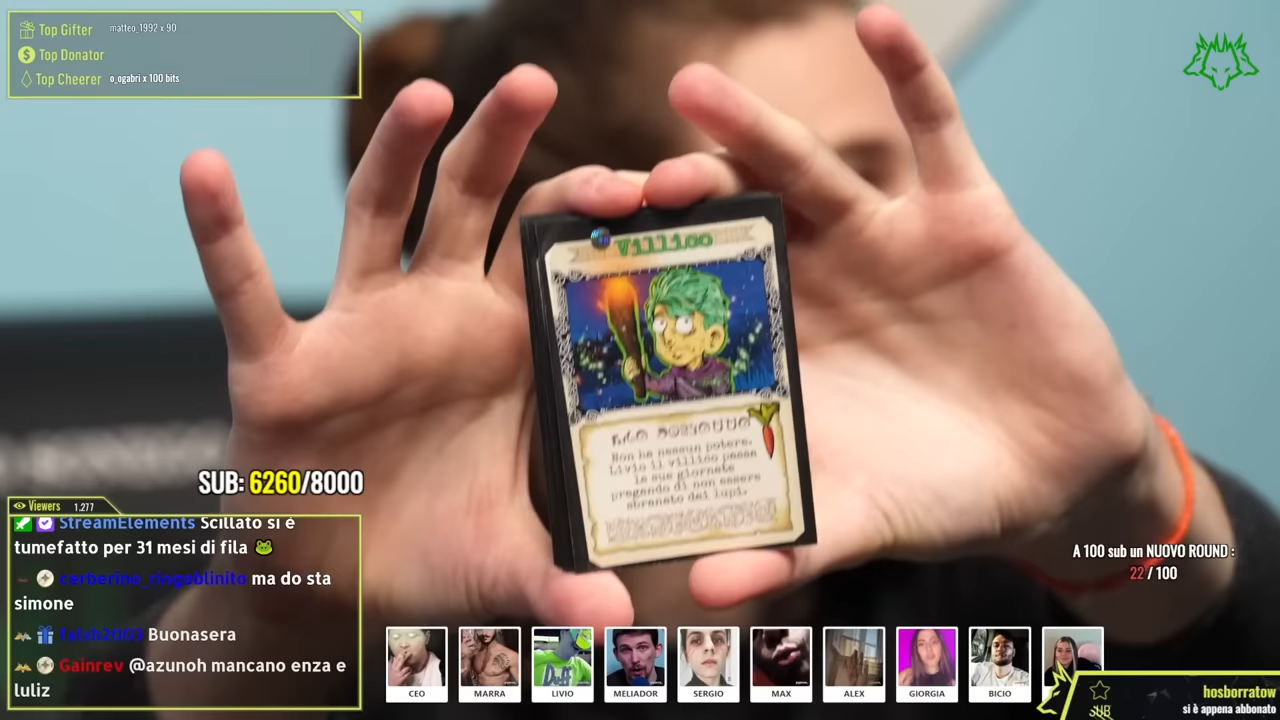 Top Gifter matteo_1992 x 90
Top Donator
Top Cheerer o_ogabri x 100 bits
Villico
Non ha nessun potere.
Livio il villico passa
le sue giornate
pregando di non essere
sbranato dai lupi.
SUB: 6260/8000
Viewers 1.277
StreamElements Scillato si è
tumefatto per 31 mesi di fila
cerberino_ringoblinito ma do sta
simone
falsh2003 Buonasera
Gainrev @azunoh mancano enza e
luliz
A 100 sub un NUOVO ROUND :
22 / 100
CEO
MARRA
LIVIO
MELIADOR
SERGIO
MAX
ALEX
GIORGIA
BICIO
SUB
hosborratow
si è appena abbonato